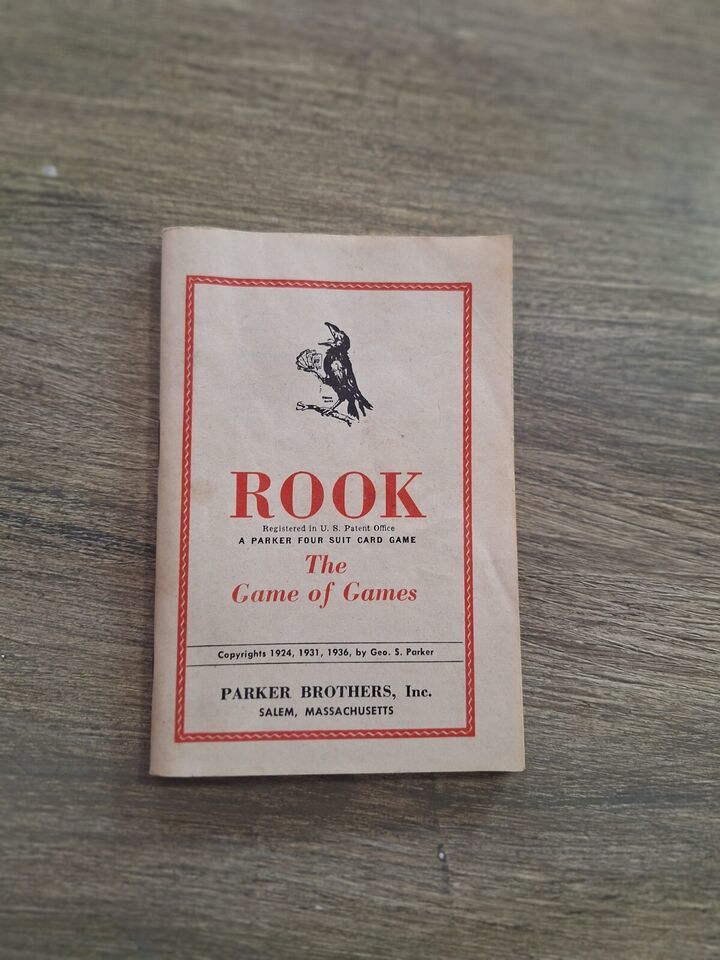 ROOK
Registered in U. S. Patent Office
A PARKER FOUR SUIT CARD GAME
The
Game of Games
Copyrights 1924, 1931, 1936, by Geo. S. Parker
PARKER BROTHERS, Inc.
SALEM, MASSACHUSETTS